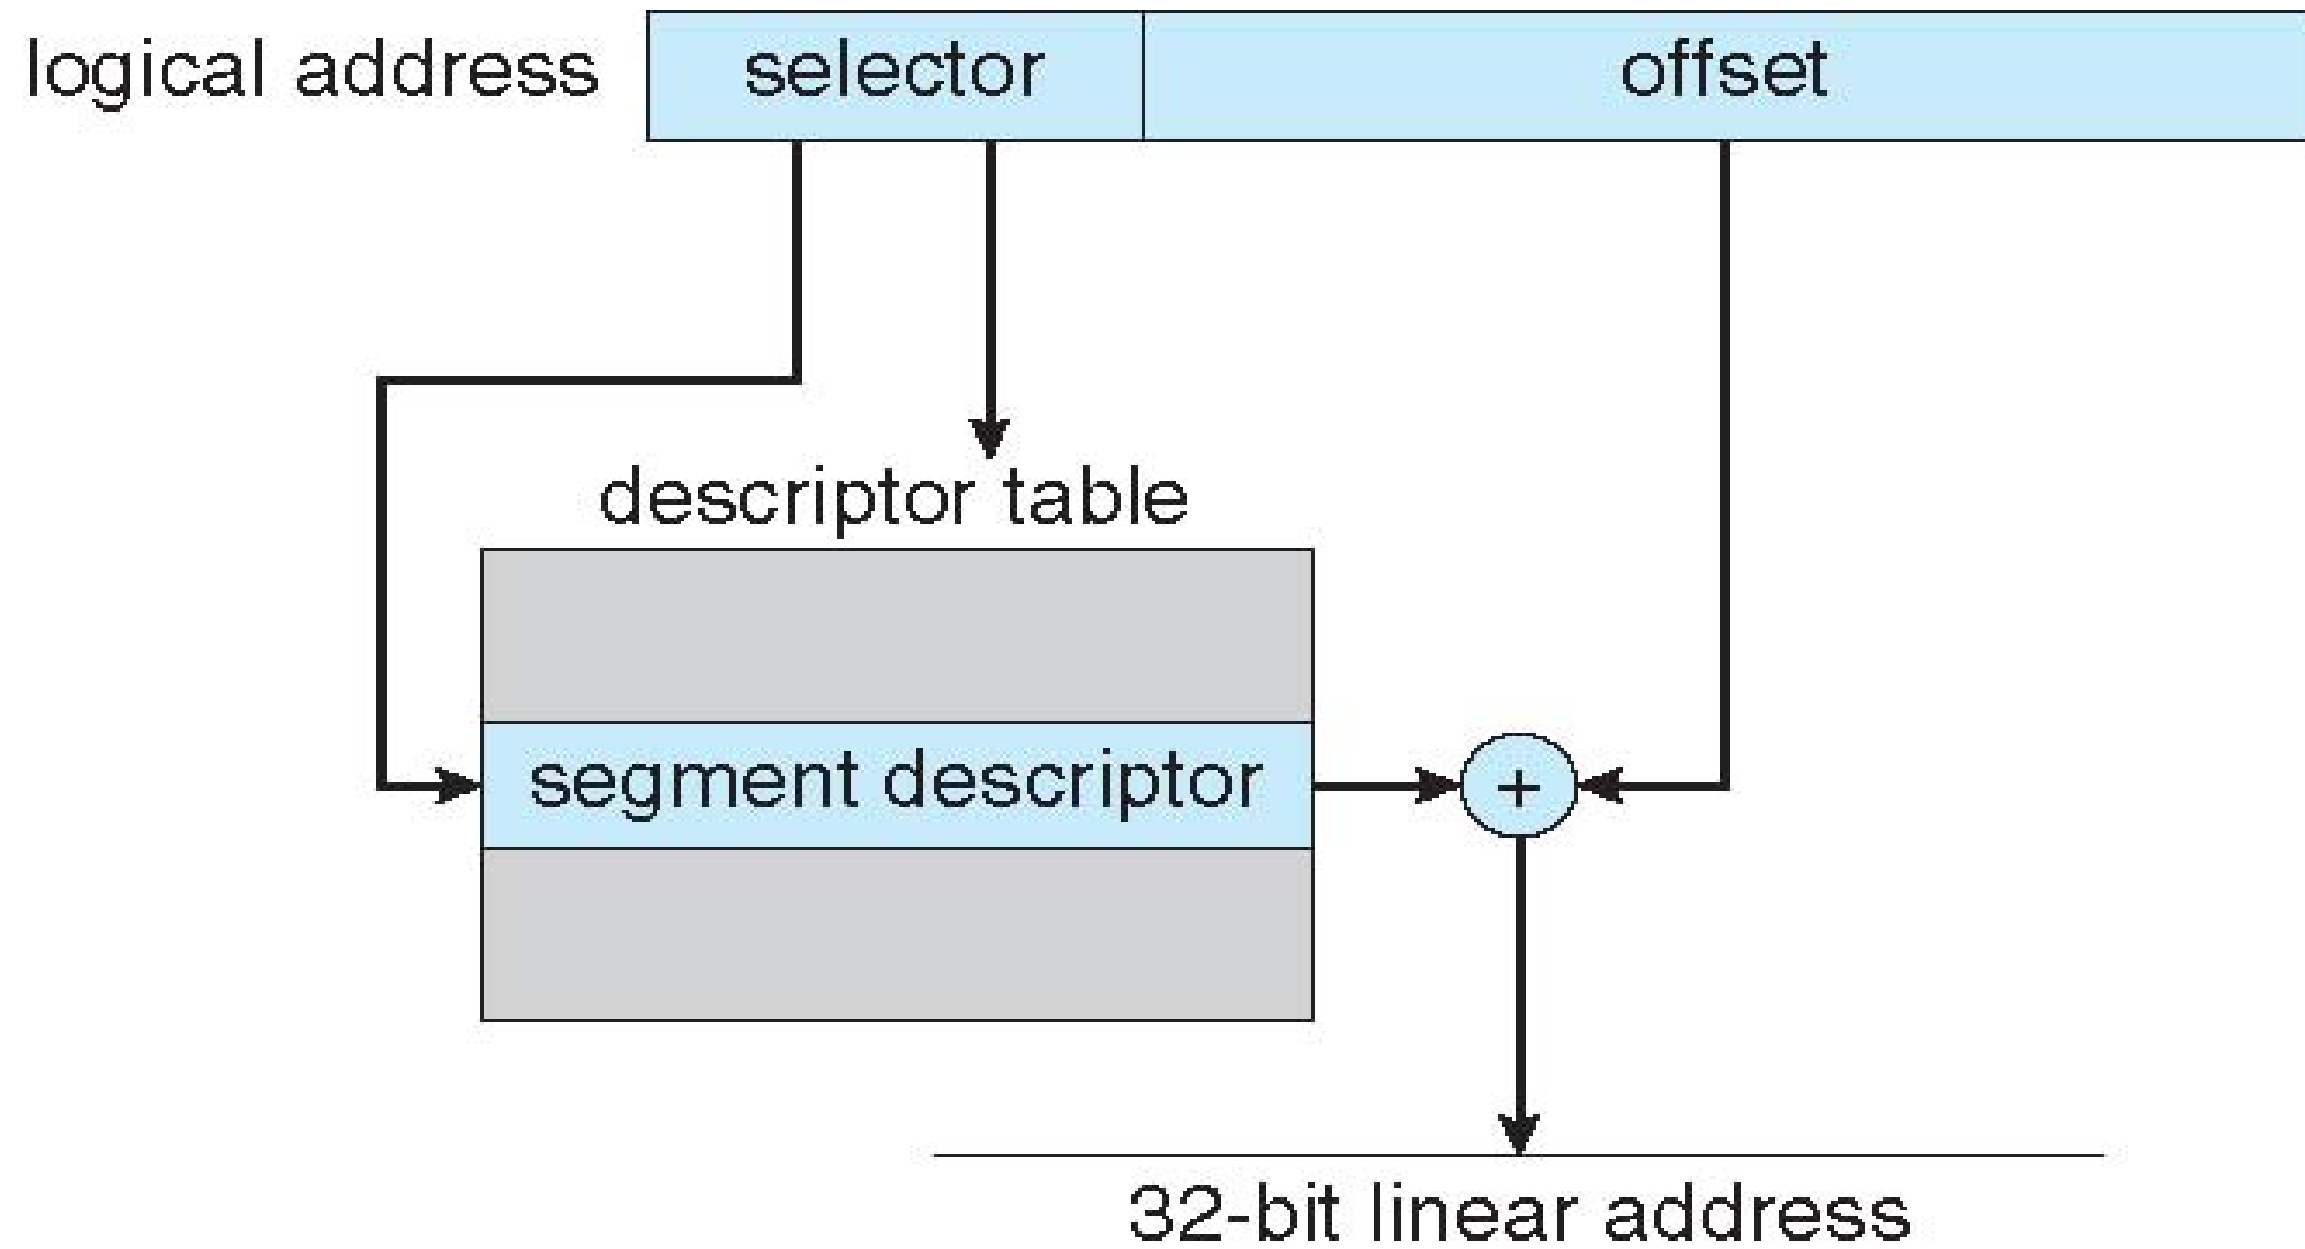 logical address selector offset
descriptor table
segment descriptor +
32-bit linear address